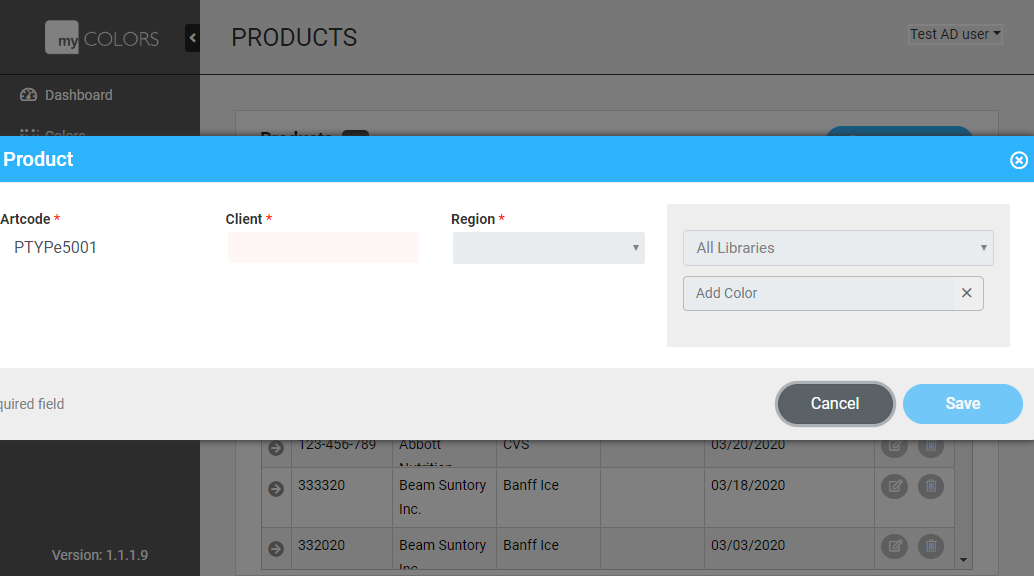 my COLORS
PRODUCTS
Test AD user
Dashboard
Colors
Products
Product
Artcode *
Client *
Region *
PTYPe5001
All Libraries
Add Color
quired field
Cancel
Save
123-456-789 Abbott Nutrition CVS 03/20/2020
333320 Beam Suntory Inc. Banff Ice 03/18/2020
332020 Beam Suntory Inc. Banff Ice 03/03/2020
Version: 1.1.1.9